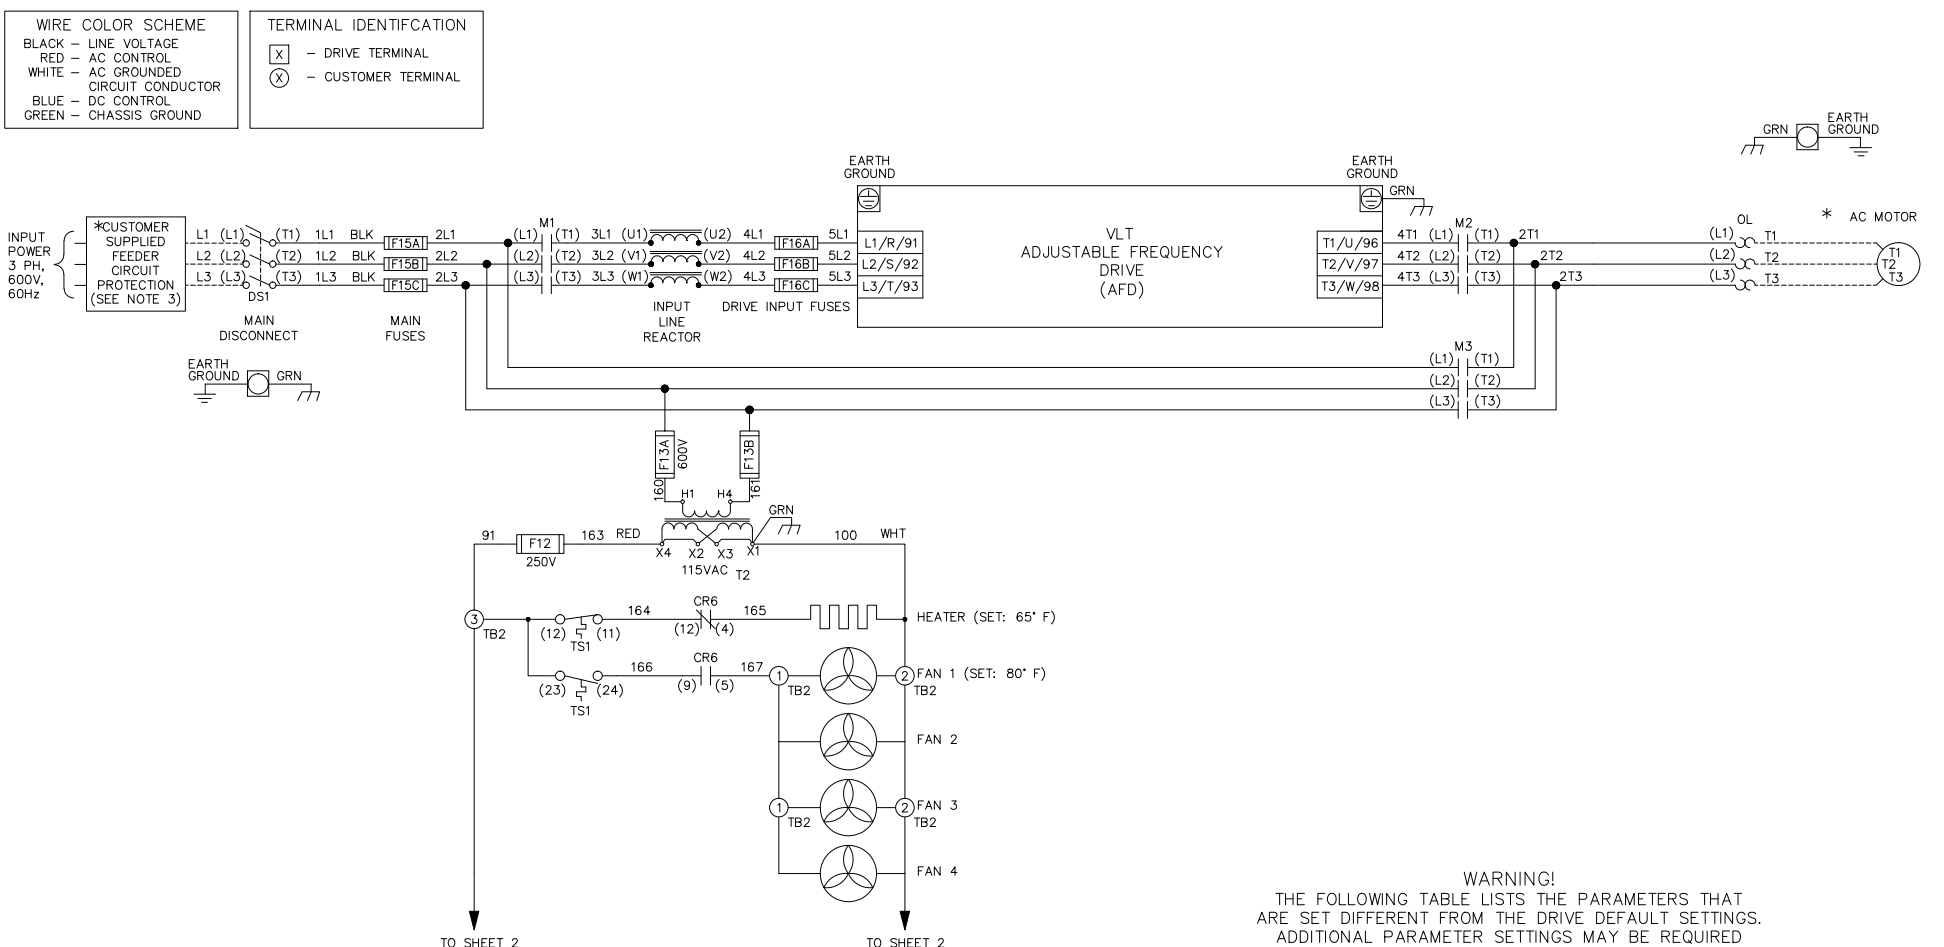 WIRE COLOR SCHEME
BLACK – LINE VOLTAGE
RED – AC CONTROL
WHITE – AC GROUNDED
CIRCUIT CONDUCTOR
BLUE – DC CONTROL
GREEN – CHASSIS GROUND
TERMINAL IDENTIFCATION
X – DRIVE TERMINAL
X – CUSTOMER TERMINAL
GRN
EARTH
GROUND
INPUT
POWER
3 PH,
600V,
60Hz
*CUSTOMER
SUPPLIED
FEEDER
CIRCUIT
PROTECTION
(SEE NOTE 3)
L1 (L1) (T1) 1L1 BLK F15A 2L1 (L1) M1 (T1) 3L1 (U1) (U2) 4L1 F16A 5L1 L1/R/91
L2 (L2) (T2) 1L2 BLK F15B 2L2 (L2) (T2) 3L2 (V1) (V2) 4L2 F16B 5L2 L2/S/92
L3 (L3) (T3) 1L3 BLK F15C 2L3 (L3) (T3) 3L3 (W1) (W2) 4L3 F16C 5L3 L3/T/93
DS1
MAIN
DISCONNECT
MAIN
FUSES
INPUT
LINE
REACTOR
DRIVE INPUT FUSES
EARTH
GROUND
VLT
ADJUSTABLE FREQUENCY
DRIVE
(AFD)
EARTH
GROUND
GRN
T1/U/96 4T1 (L1) M2 (T1) 2T1
T2/V/97 4T2 (L2) (T2) 2T2
T3/W/98 4T3 (L3) (T3) 2T3
OL
(L1) T1
(L2) T2
(L3) T3
* AC MOTOR
T1
T2
T3
M3
(L1) (T1)
(L2) (T2)
(L3) (T3)
EARTH
GROUND
GRN
F13A
600V
F13B
160
161
H1 H4
GRN
91 F12 163 RED
250V
X4 X2 X3 X1
100 WHT
115VAC T2
3
TB2
(12) (11)
TS1
164
CR6
(12) (4)
165
HEATER (SET: 65° F)
(23) (24)
TS1
166
CR6
(9) (5)
167
1
TB2
2
TB2
FAN 1 (SET: 80° F)
FAN 2
1
TB2
2
TB2
FAN 3
FAN 4
TO SHEET 2
TO SHEET 2
WARNING!
THE FOLLOWING TABLE LISTS THE PARAMETERS THAT
ARE SET DIFFERENT FROM THE DRIVE DEFAULT SETTINGS.
ADDITIONAL PARAMETER SETTINGS MAY BE REQUIRED